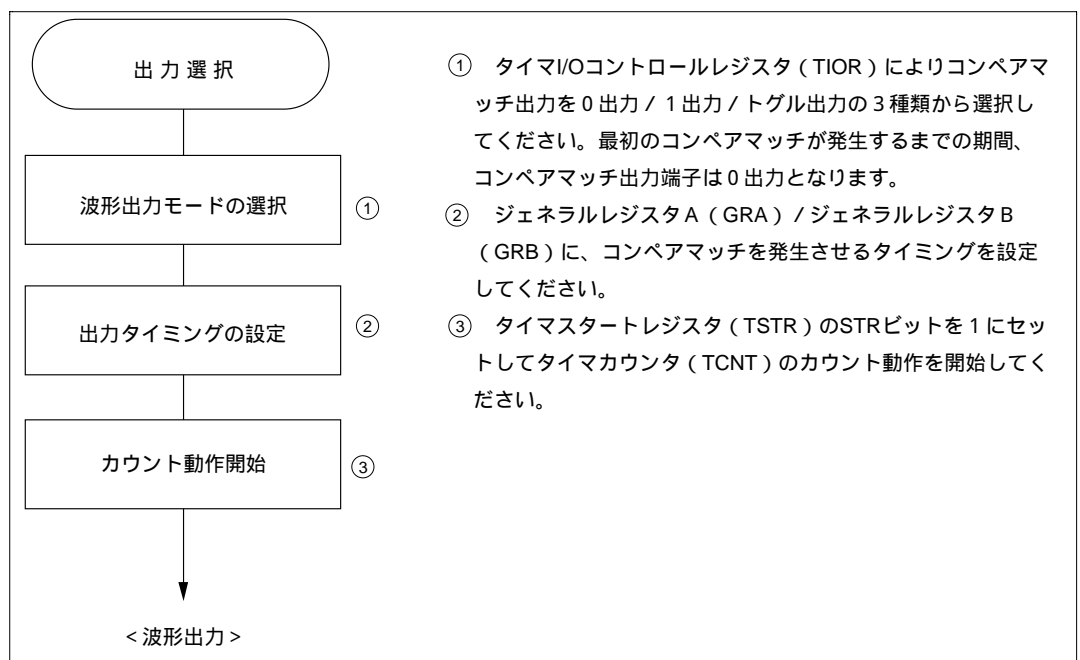 出力選択
波形出力モードの選択 ①
出力タイミングの設定 ②
カウント動作開始 ③
<波形出力>
① タイマI/Oコントロールレジスタ(TIOR)によりコンペアマ
ッチ出力を0出力/1出力/トグル出力の3種類から選択し
てください。最初のコンペアマッチが発生するまでの期間、
コンペアマッチ出力端子は0出力となります。
② ジェネラルレジスタA(GRA)/ジェネラルレジスタB
(GRB)に、コンペアマッチを発生させるタイミングを設定
してください。
③ タイマスタートレジスタ(TSTR)のSTRビットを1にセッ
トしてタイマカウンタ(TCNT)のカウント動作を開始してく
ださい。